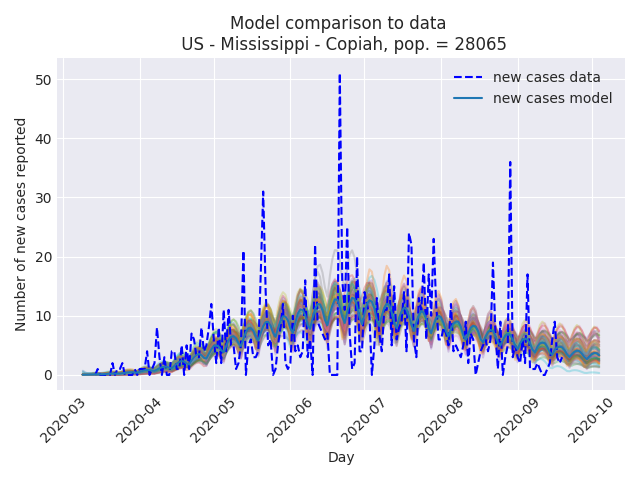 Model comparison to data
US - Mississippi - Copiah, pop. = 28065
new cases data
new cases model
Number of new cases reported
50
40
30
20
10
0
2020-03
2020-04
2020-05
2020-06
2020-07
2020-08
2020-09
2020-10
Day